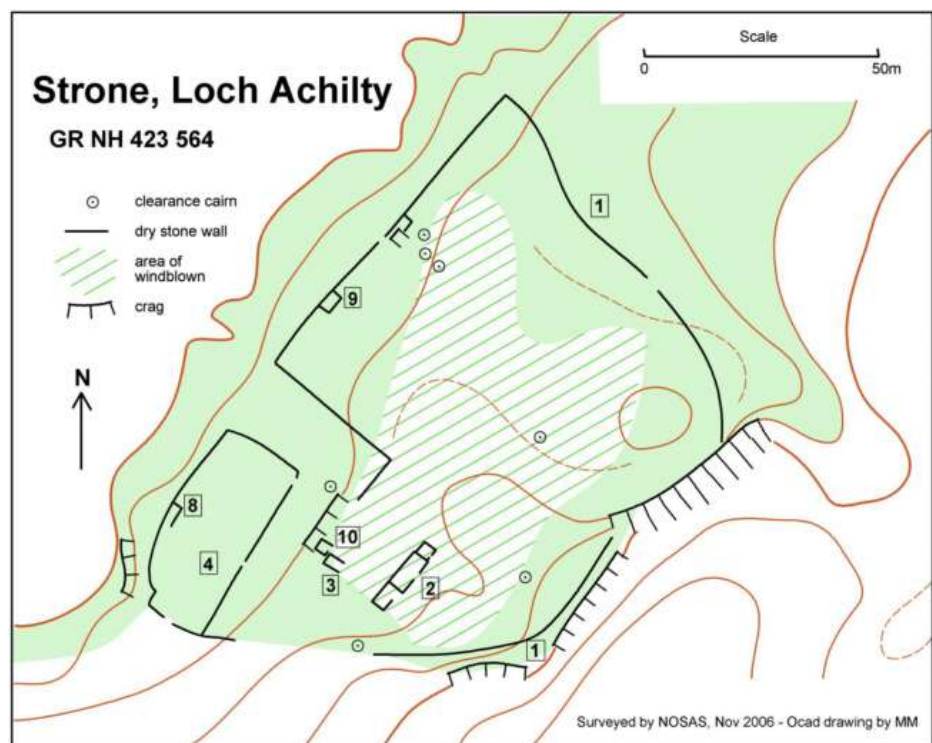 Scale
0
50m
Strone, Loch Achilty
GR NH 423 564
clearance cairn
dry stone wall
area of
windblown
crag
N
1
9
8
10
4
3
2
1
Surveyed by NOSAS, Nov 2006 - Ocad drawing by MM